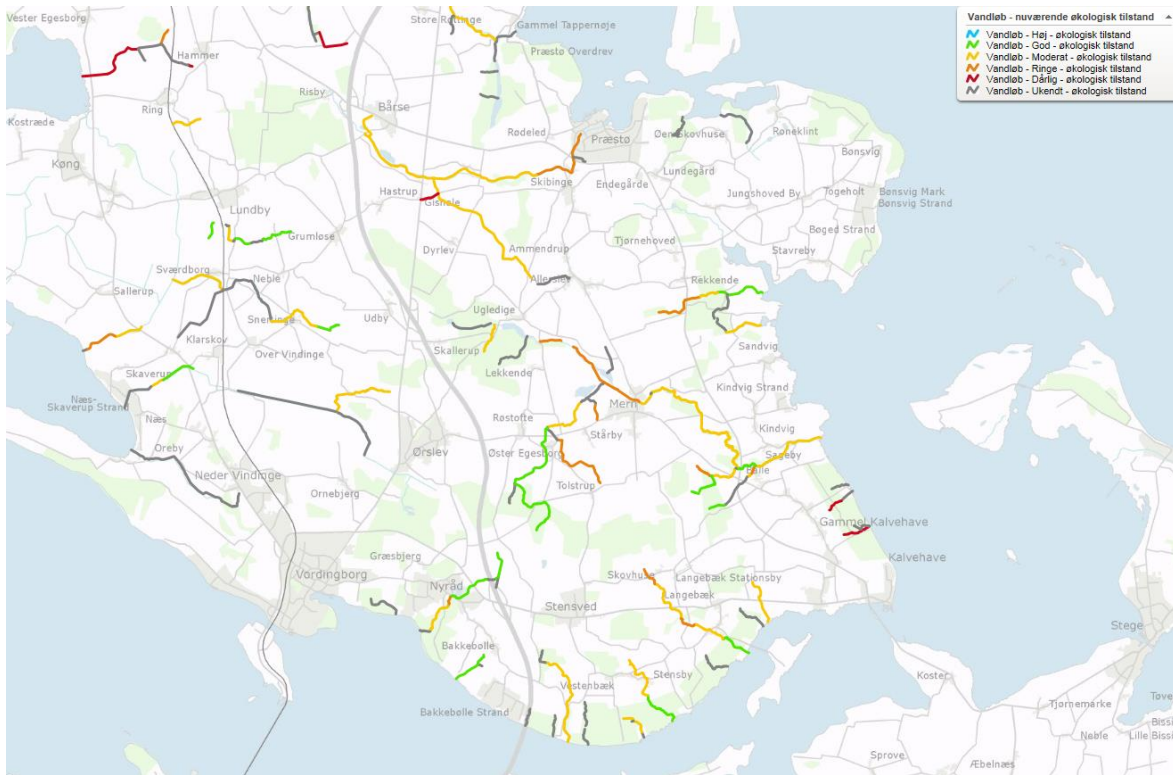 Vandløb - nuværende økologisk tilstand
Vandløb - Høj - økologisk tilstand
Vandløb - God - økologisk tilstand
Vandløb - Moderat - økologisk tilstand
Vandløb - Ringe - økologisk tilstand
Vandløb - Dårlig - økologisk tilstand
Vandløb - Ukendt - økologisk tilstand
Vester Egesborg
Store Røttinge
Gammel Tappernøje
Hammer
Præstø Overdrev
Risby
Bårse
Ring
Kostræde
Rødeled
Præstø
Skovhuse
Roneklint
Bønsvig
Køng
Lundegård
Skibinge
Endegårde
Hastrup
Jungshoved By
Togeholt
Bønsvig Mark
Bønsvig Strand
Lundby
Grumløse
Bøged Strand
Tjørnehoved
Dyrlev
Ammendrup
Stavreby
Sværdborg
Neble
Allerslev
Rekkende
Sallerup
Ugledige
Udby
Klarskov
Over Vindinge
Skallerup
Sandvig
Lekkende
Skaverup
Kindvig Strand
Næs-
Skaverup Strand
Mern
Næs
Røstofte
Kindvig
Stårby
Oreby
Ørslev
Øster Egesborg
Sageby
Balle
Neder Vindinge
Tolstrup
Ornebjerg
Gammel Kalvehave
Græsbjerg
Kalvehave
Vordingborg
Nyråd
Skovhuse
Langebæk Stationsby
Langebæk
Stensved
Stege
Bakkebølle
Stensby
Koster
Vestenbæk
Bakkebølle Strand
Tjørnemarke
Neble
Lille Bissi
Sprove
Æbelnæs